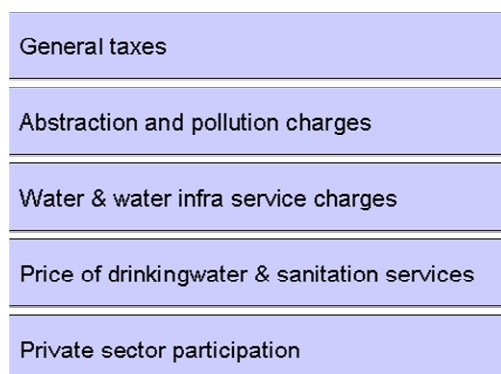 General taxes
Abstraction and pollution charges
Water & water infra service charges
Price of drinkingwater & sanitation services
Private sector participation